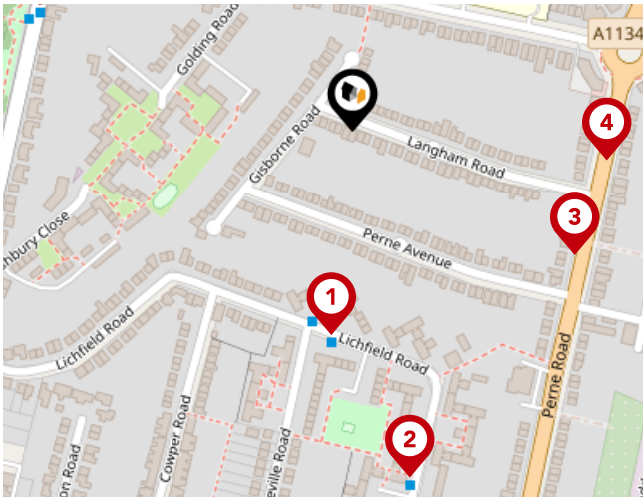 Golding Road
A1134
4
Gisborne Road
Langham Road
3
hbury Close
Perne Avenue
1
Lichfield Road
Lichfield Road
Perne Road
2
Cowper Road
eville Road
on Road